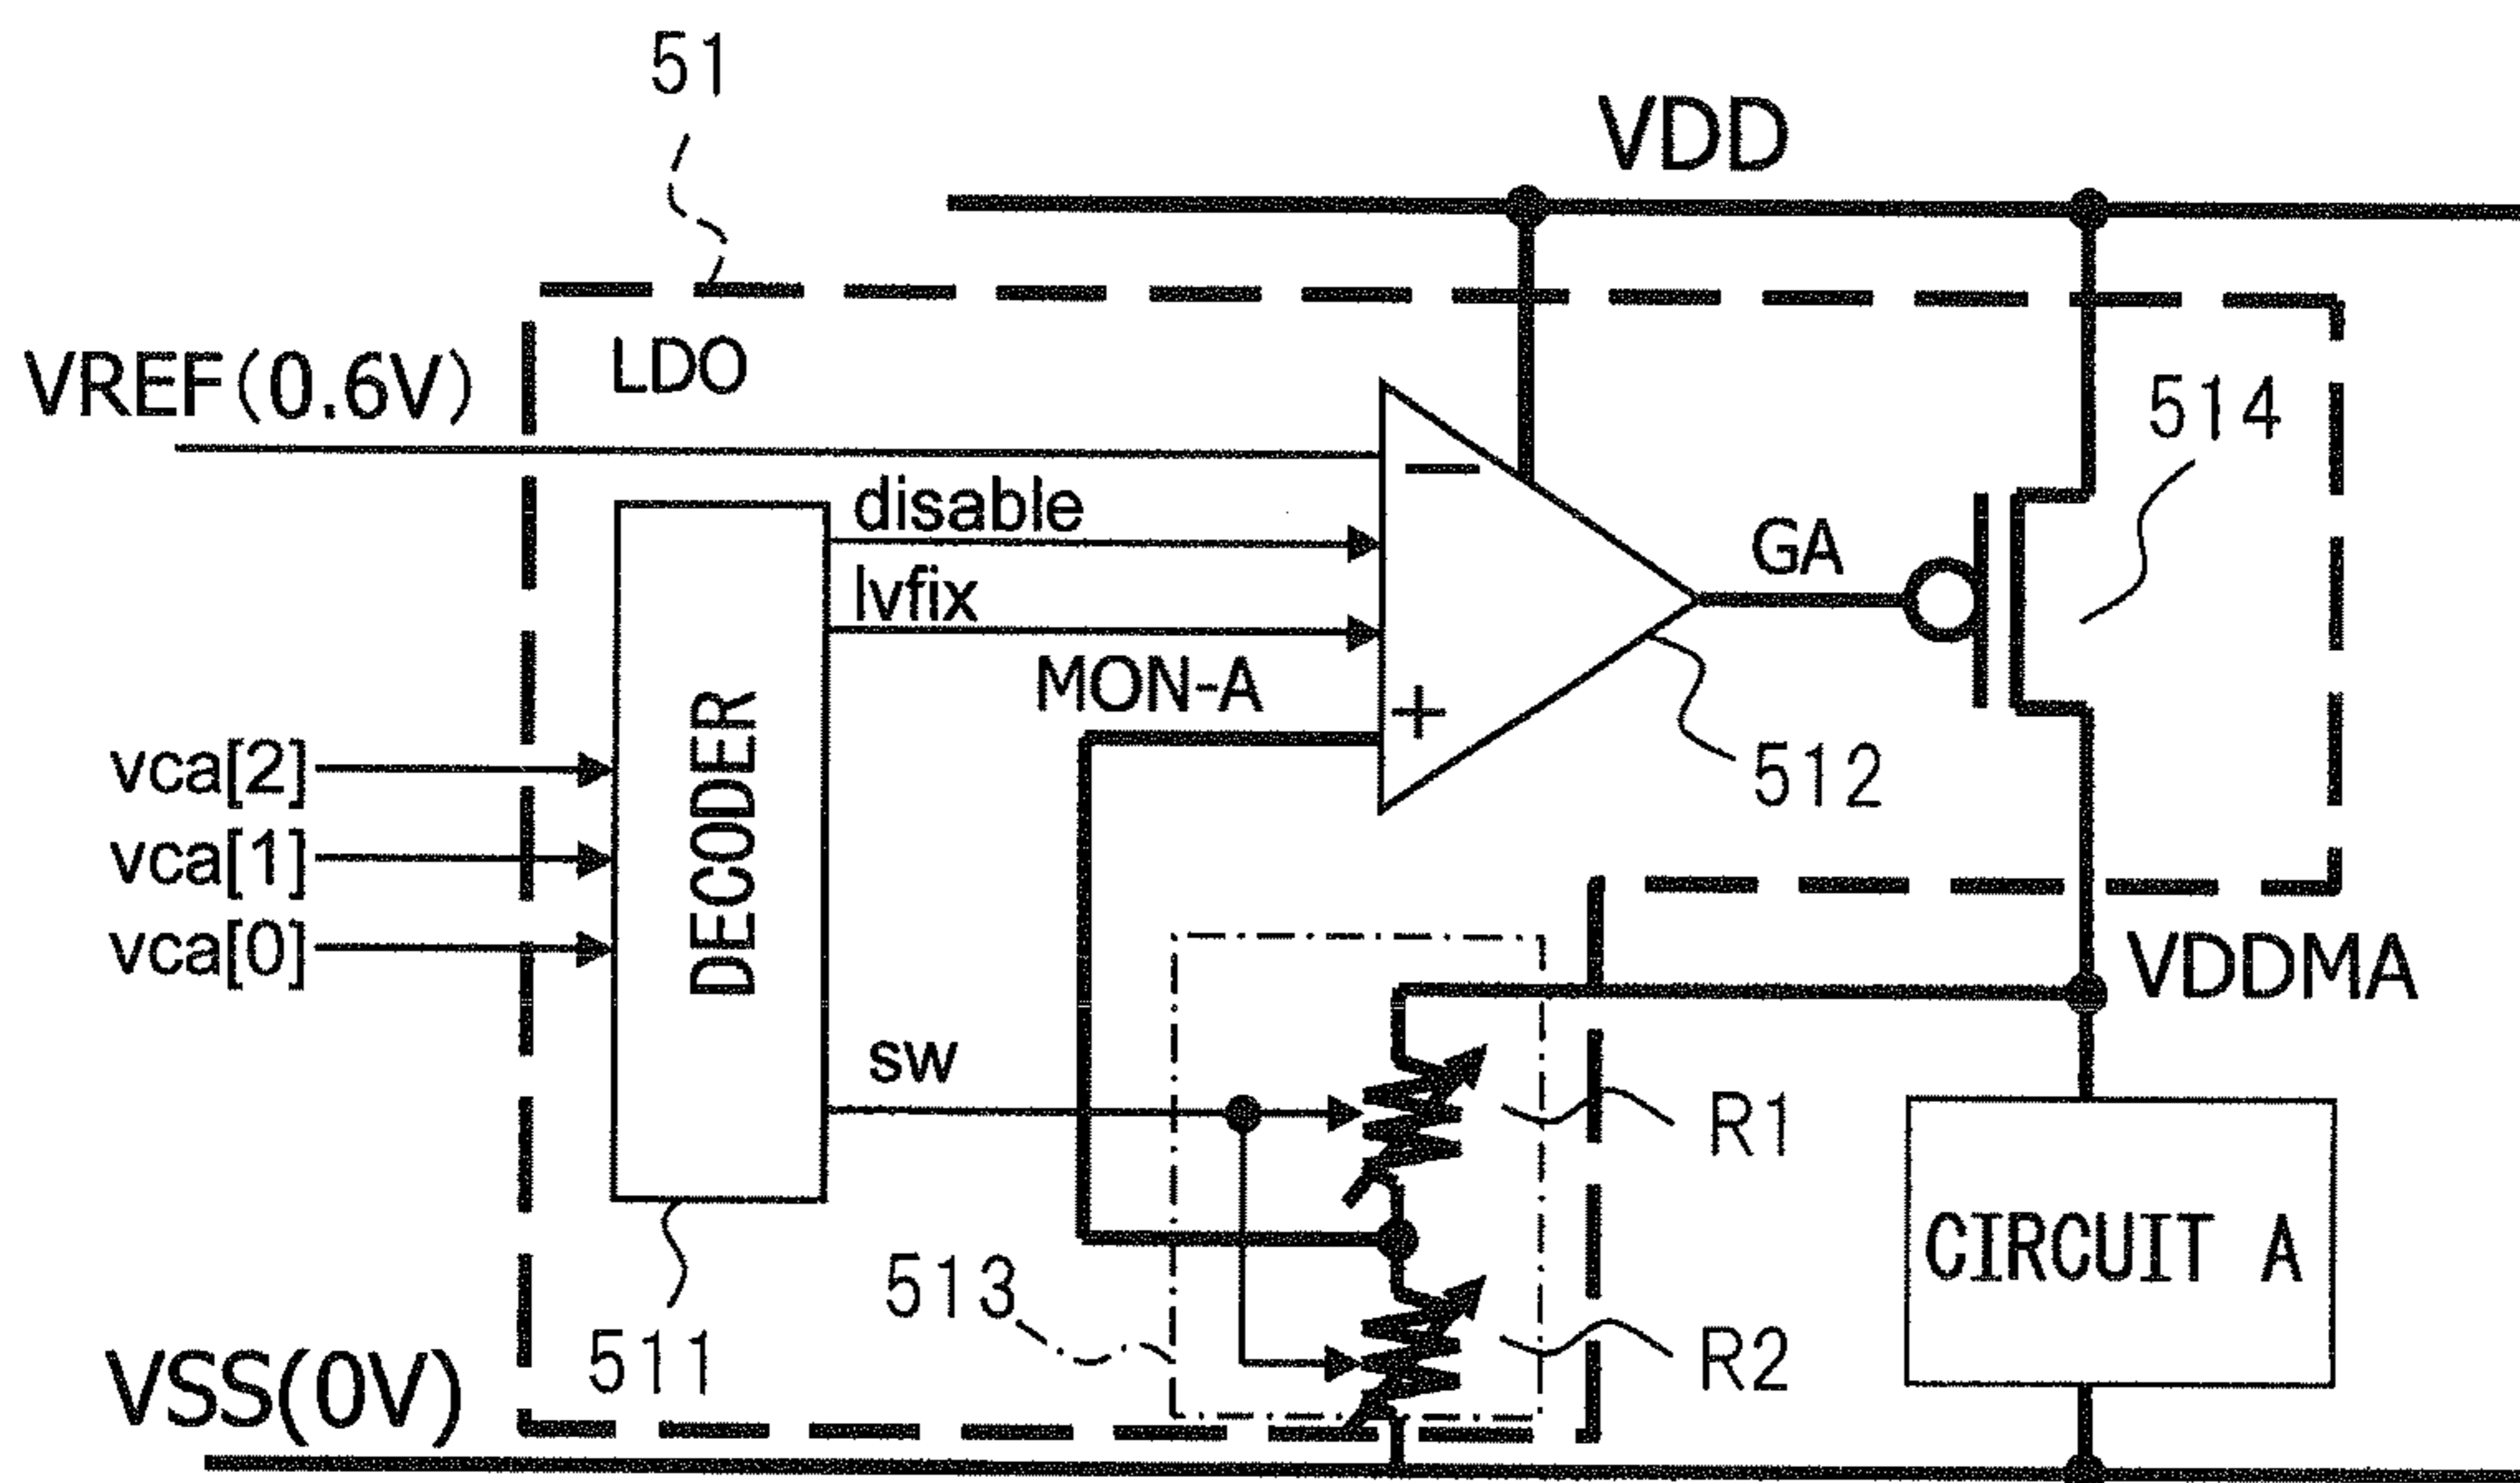 51
VDD
LDO
VREF(0.6V)
514
disable
GA
lvfix
MON-A
−
+
512
vca[2]
vca[1]
vca[0]
DECODER
VDDMA
sw
R1
CIRCUIT A
513
511
R2
VSS(0V)